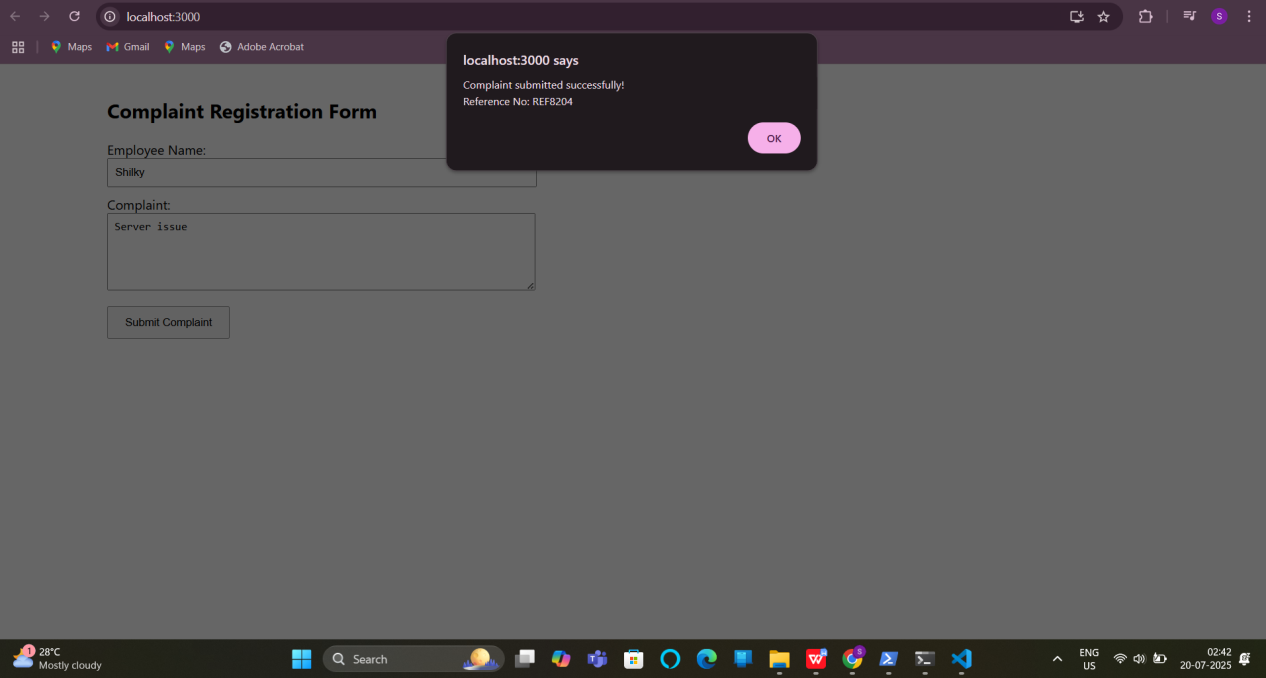 localhost:3000
S
Maps
Gmail
Maps
Adobe Acrobat
localhost:3000 says
Complaint submitted successfully!
Reference No: REF8204
OK
Complaint Registration Form
Employee Name:
Shilky
Complaint:
Server issue
Submit Complaint
1
28°C
Mostly cloudy
Search
S
ENG
US
02:42
20-07-2025